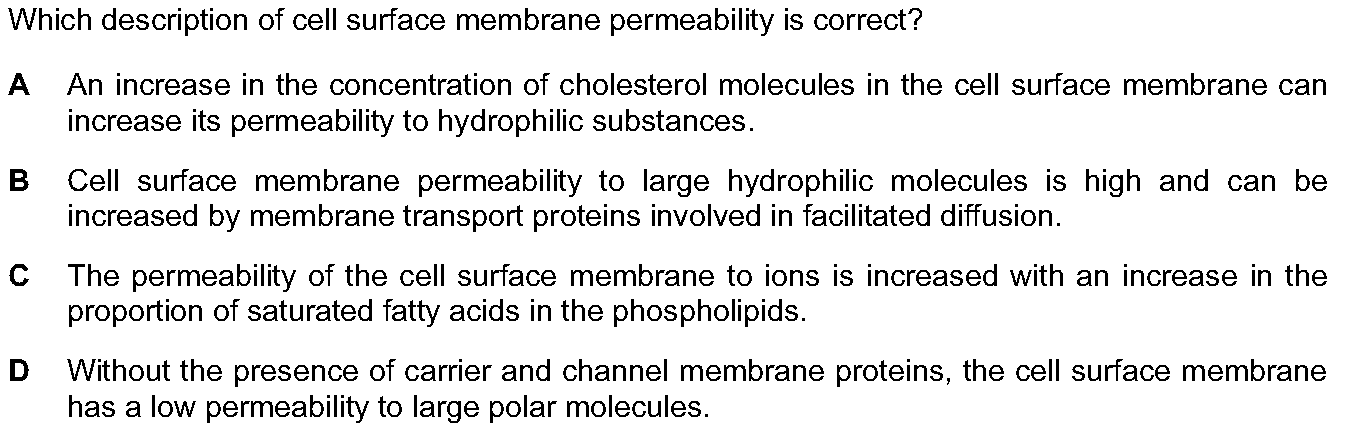 Which description of cell surface membrane permeability is correct?
A An increase in the concentration of cholesterol molecules in the cell surface membrane can
increase its permeability to hydrophilic substances.
B Cell surface membrane permeability to large hydrophilic molecules is high and can be
increased by membrane transport proteins involved in facilitated diffusion.
C The permeability of the cell surface membrane to ions is increased with an increase in the
proportion of saturated fatty acids in the phospholipids.
D Without the presence of carrier and channel membrane proteins, the cell surface membrane
has a low permeability to large polar molecules.